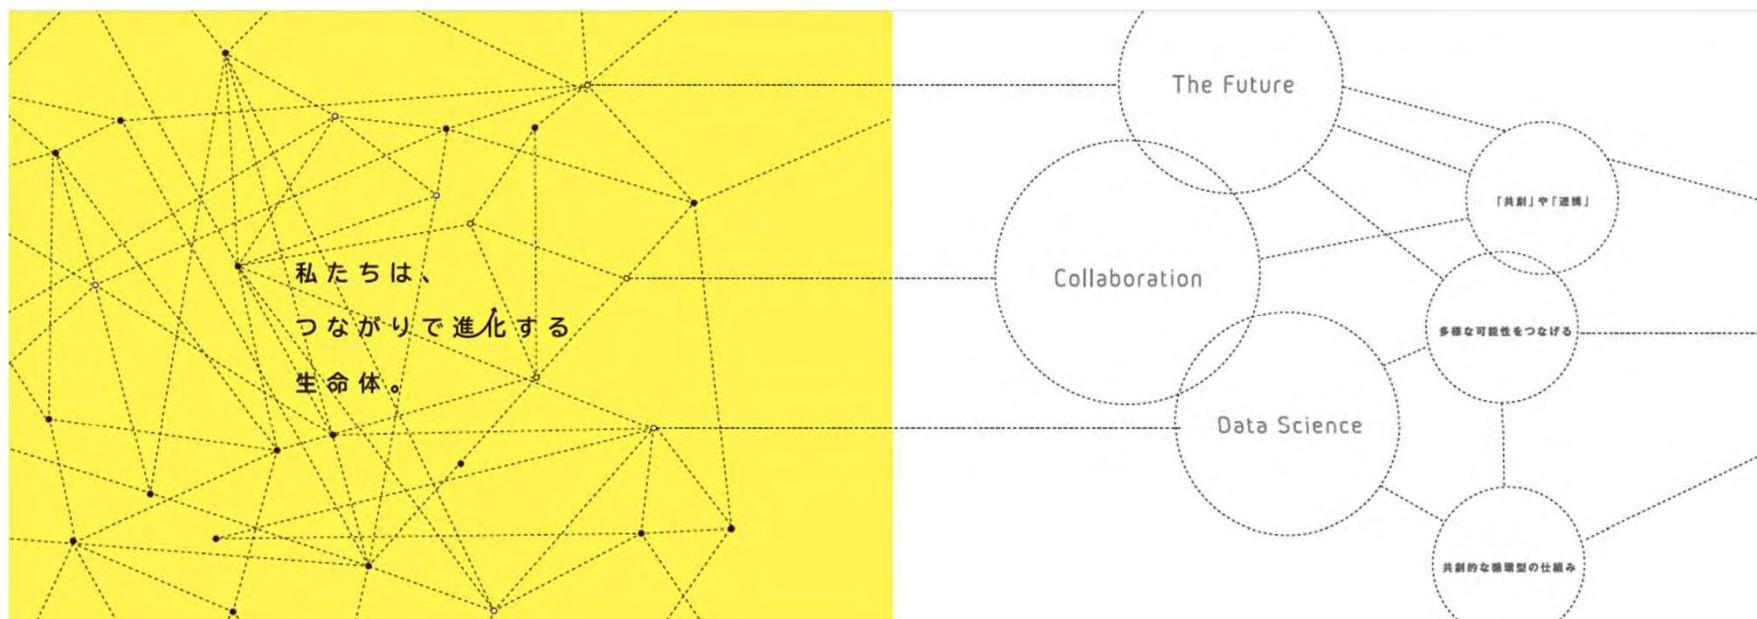 私たちは、
つながりで進化する
生命体。
The Future
「共創」や「連携」
Collaboration
多様な可能性をつなげる
Data Science
共創的な循環型の仕組み